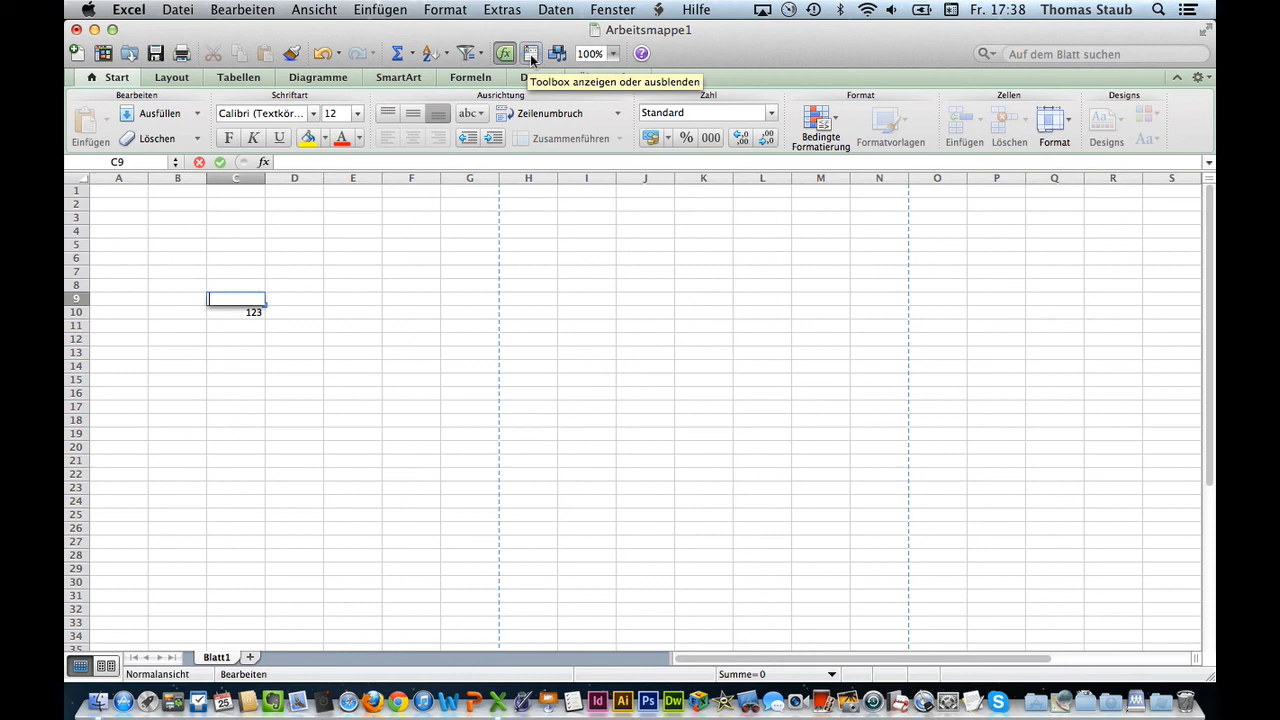 Excel Datei Bearbeiten Ansicht Einfügen Format Extras Daten Fenster Hilfe Fr. 17:38 Thomas Staub
Arbeitsmappe1
100% Auf dem Blatt suchen
Start Layout Tabellen Diagramme SmartArt Formeln
Toolbox anzeigen oder ausblenden
Bearbeiten Schriftart Ausrichtung Zahl Format Zellen Designs
Ausfüllen Calibri (Textkör... 12 abc Zeilenumbruch Standard
Einfügen Löschen F K U A Zusammenführen % 000 Bedingte Formatierung Formatvorlagen Einfügen Löschen Format Designs Aa
C9 fx
A B C D E F G H I J K L M N O P Q R S
1
2
3
4
5
6
7
8
9
10 123
11
12
13
14
15
16
17
18
19
20
21
22
23
24
25
26
27
28
29
30
31
32
33
34
35
Blatt1
Normalansicht Bearbeiten Summe=0